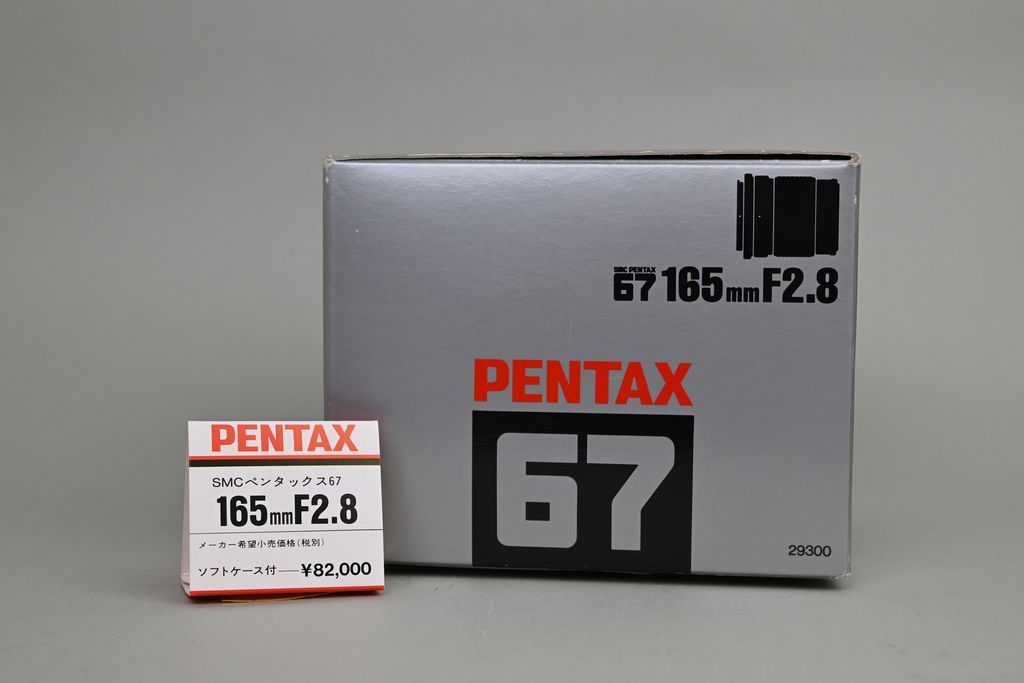 SMC PENTAX
67 165mmF2.8
PENTAX
67
29300
PENTAX
SMCペンタックス67
165mmF2.8
メーカー希望小売価格(税別)
ソフトケース付──¥82,000